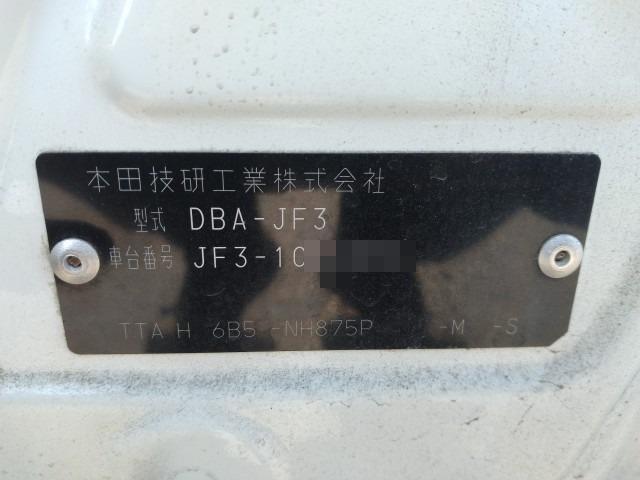 本田技研工業株式会社
型式 DBA-JF3
車台番号 JF3-1C
TTA H 6B5 -NH875P -M -S